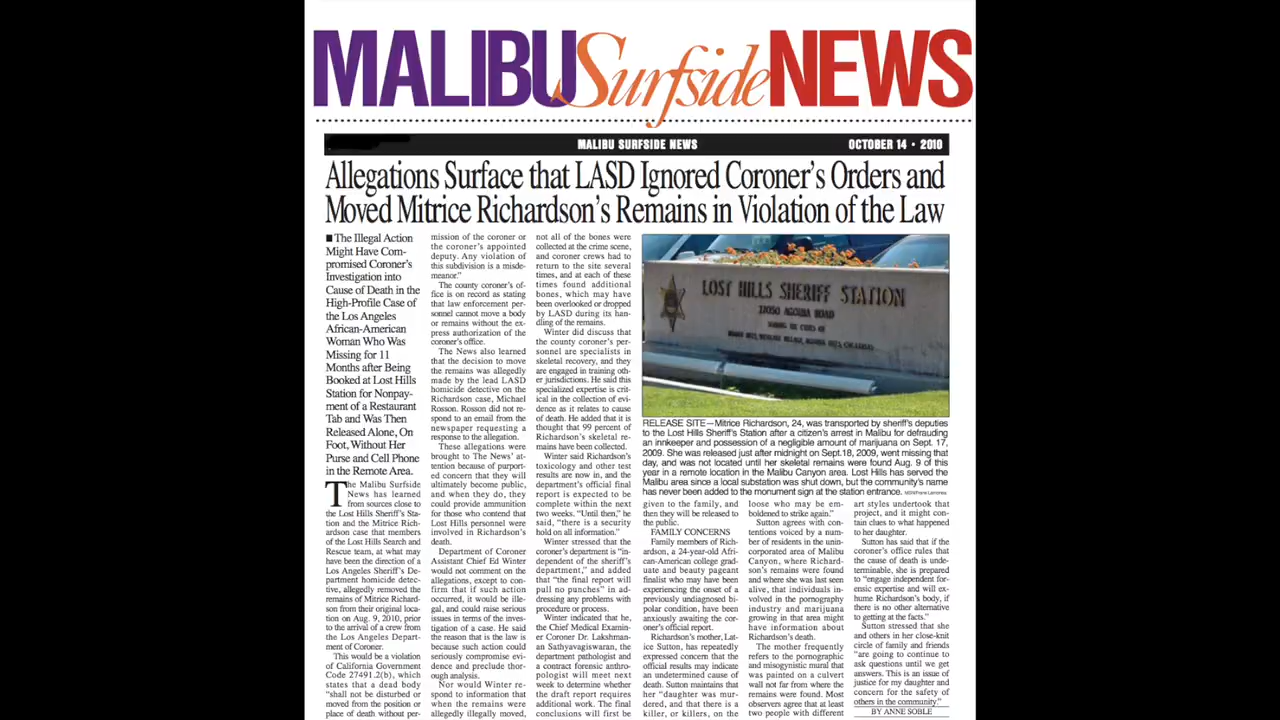 MALIBU Surfside NEWS
MALIBU SURFSIDE NEWS
OCTOBER 14 • 2010
Allegations Surface that LASD Ignored Coroner's Orders and
Moved Mitrice Richardson's Remains in Violation of the Law
■ The Illegal Action
Might Have Com-
promised Coroner's
Investigation into
Cause of Death in the
High-Profile Case of
the Los Angeles
African-American
Woman Who Was
Missing for 11
Months after Being
Booked at Lost Hills
Station for Nonpay-
ment of a Restaurant
Tab and Was Then
Released Alone, On
Foot, Without Her
Purse and Cell Phone
in the Remote Area.
The Malibu Surfside
News has learned
from sources close to
the Lost Hills Sheriff's Sta-
tion and the Mitrice Rich-
ardson case that members
of the Lost Hills Search and
Rescue team, at what may
have been the direction of a
Los Angeles Sheriff's De-
partment homicide detec-
tive, allegedly removed the
remains of Mitrice Richard-
son from their original loca-
tion on Aug. 9, 2010, prior
to the arrival of a crew from
the Los Angeles Depart-
ment of Coroner.
This would be a violation
of California Government
Code 27491.2(b), which
states that a dead body
"shall not be disturbed or
moved from the position or
place of death without per-
mission of the coroner or
the coroner's appointed
deputy. Any violation of
this subdivision is a misde-
meanor."
The county coroner's of-
fice is on record as stating
that law enforcement per-
sonnel cannot move a body
or remains without the ex-
press authorization of the
coroner's office.
The News also learned
that the decision to move
the remains was allegedly
made by the lead LASD
homicide detective on the
Richardson case, Michael
Rosson. Rosson did not re-
spond to an email from the
newspaper requesting a
response to the allegation.
These allegations were
brought to The News' at-
tention because of purport-
ed concern that they will
ultimately become public,
and when they do, they
could provide ammunition
for those who contend that
Lost Hills personnel were
involved in Richardson's
death.
Department of Coroner
Assistant Chief Ed Winter
would not comment on the
allegations, except to con-
firm that if such action
occurred, it would be ille-
gal, and could raise serious
issues in terms of the inves-
tigation of a case. He said
the reason that is the law is
because such action could
seriously compromise evi-
dence and preclude thor-
ough analysis.
Nor would Winter re-
spond to information that
when the remains were
allegedly illegally moved,
not all of the bones were
collected at the crime scene,
and coroner crews had to
return to the site several
times, and at each of these
times found additional
bones, which may have
been overlooked or dropped
by LASD during its han-
dling of the remains.
Winter did discuss that
the county coroner's per-
sonnel are specialists in
skeletal recovery, and they
are engaged in training oth-
er jurisdictions. He said this
specialized expertise is crit-
ical in the collection of evi-
dence as it relates to cause
of death. He added that it is
thought that 99 percent of
Richardson's skeletal re-
mains have been collected.
Winter said Richardson's
toxicology and other test
results are now in, and the
department's official final
report is expected to be
complete within the next
two weeks. "Until then," he
said, "there is a security
hold on all information."
Winter stressed that the
coroner's department is "in-
dependent of the sheriff's
department," and added
that "the final report will
pull no punches" in ad-
dressing any problems with
procedure or process.
Winter indicated that he,
the Chief Medical Examin-
er Coroner Dr. Lakshman-
an Sathyavagiswaran, the
department pathologist and
a contract forensic anthro-
pologist will meet next
week to determine whether
the draft report requires
additional work. The final
conclusions will first be
LOST HILLS SHERIFF STATION
27050 AGOURA ROAD
RELEASE SITE—Mitrice Richardson, 24, was transported by sheriff's deputies
to the Lost Hills Sheriff's Station after a citizen's arrest in Malibu for defrauding
an innkeeper and possession of a negligible amount of marijuana on Sept. 17,
2009. She was released just after midnight on Sept.18, 2009, went missing that
day, and was not located until her skeletal remains were found Aug. 9 of this
year in a remote location in the Malibu Canyon area. Lost Hills has served the
Malibu area since a local substation was shut down, but the community's name
has never been added to the monument sign at the station entrance.
given to the family, and
then they will be released to
the public.
FAMILY CONCERNS
Family members of Rich-
ardson, a 24-year-old Afri-
can-American college grad-
uate and beauty pageant
finalist who may have been
experiencing the onset of a
previously undiagnosed bi-
polar condition, have been
anxiously awaiting the cor-
oner's official report.
Richardson's mother, Lat-
ice Sutton, has repeatedly
expressed concern that the
official results may indicate
an undetermined cause of
death. Sutton maintains that
her "daughter was mur-
dered, and that there is a
killer, or killers, on the
loose who may be em-
boldened to strike again."
Sutton agrees with con-
tentions voiced by a num-
ber of residents in the unin-
corporated area of Malibu
Canyon, where Richard-
son's remains were found
and where she was last seen
alive, that individuals in-
volved in the pornography
industry and marijuana
growing in that area might
have information about
Richardson's death.
The mother frequently
refers to the pornographic
and misogynistic mural that
was painted on a culvert
wall not far from where the
remains were found. Most
observers agree that at least
two people with different
art styles undertook that
project, and it might con-
tain clues to what happened
to her daughter.
Sutton has said that if the
coroner's office rules that
the cause of death is unde-
terminable, she is prepared
to "engage independent for-
ensic expertise and will ex-
hume Richardson's body, if
there is no other alternative
to getting at the facts."
Sutton stressed that she
and others in her close-knit
circle of family and friends
"are going to continue to
ask questions until we get
answers. This is an issue of
justice for my daughter and
concern for the safety of
others in the community."
BY ANNE SOBLE